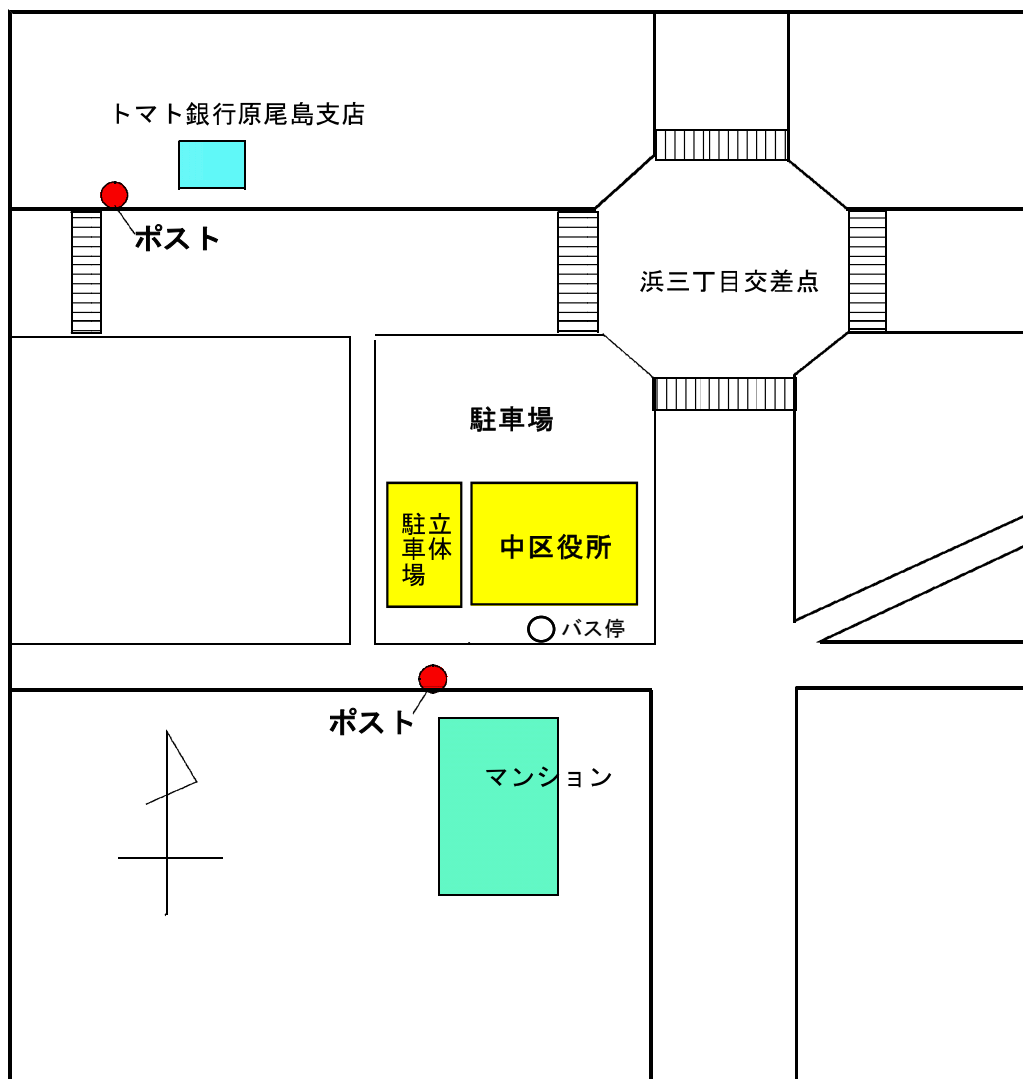 トマト銀行原尾島支店
ポスト
浜三丁目交差点
駐車場
立体
駐車場
中区役所
バス停
ポスト
マンション